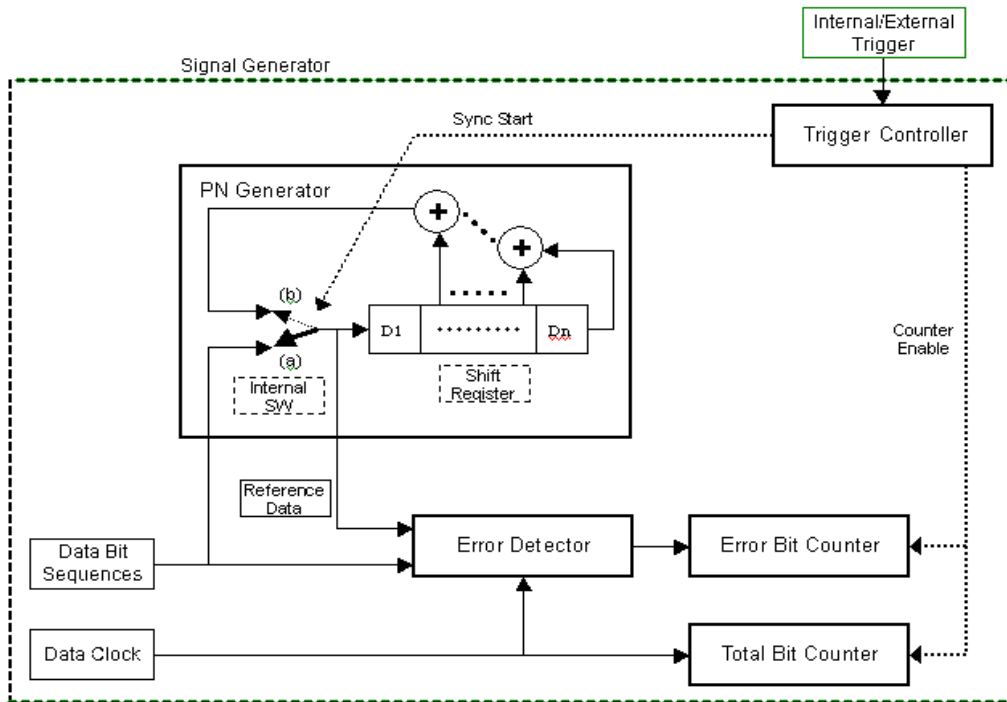 Internal/External
Trigger
Signal Generator
Sync Start
Trigger Controller
PN Generator
(b)
D1
Dn
(a)
Internal
SW
Shift
Register
Counter
Enable
Reference
Data
Data Bit
Sequences
Error Detector
Error Bit Counter
Data Clock
Total Bit Counter